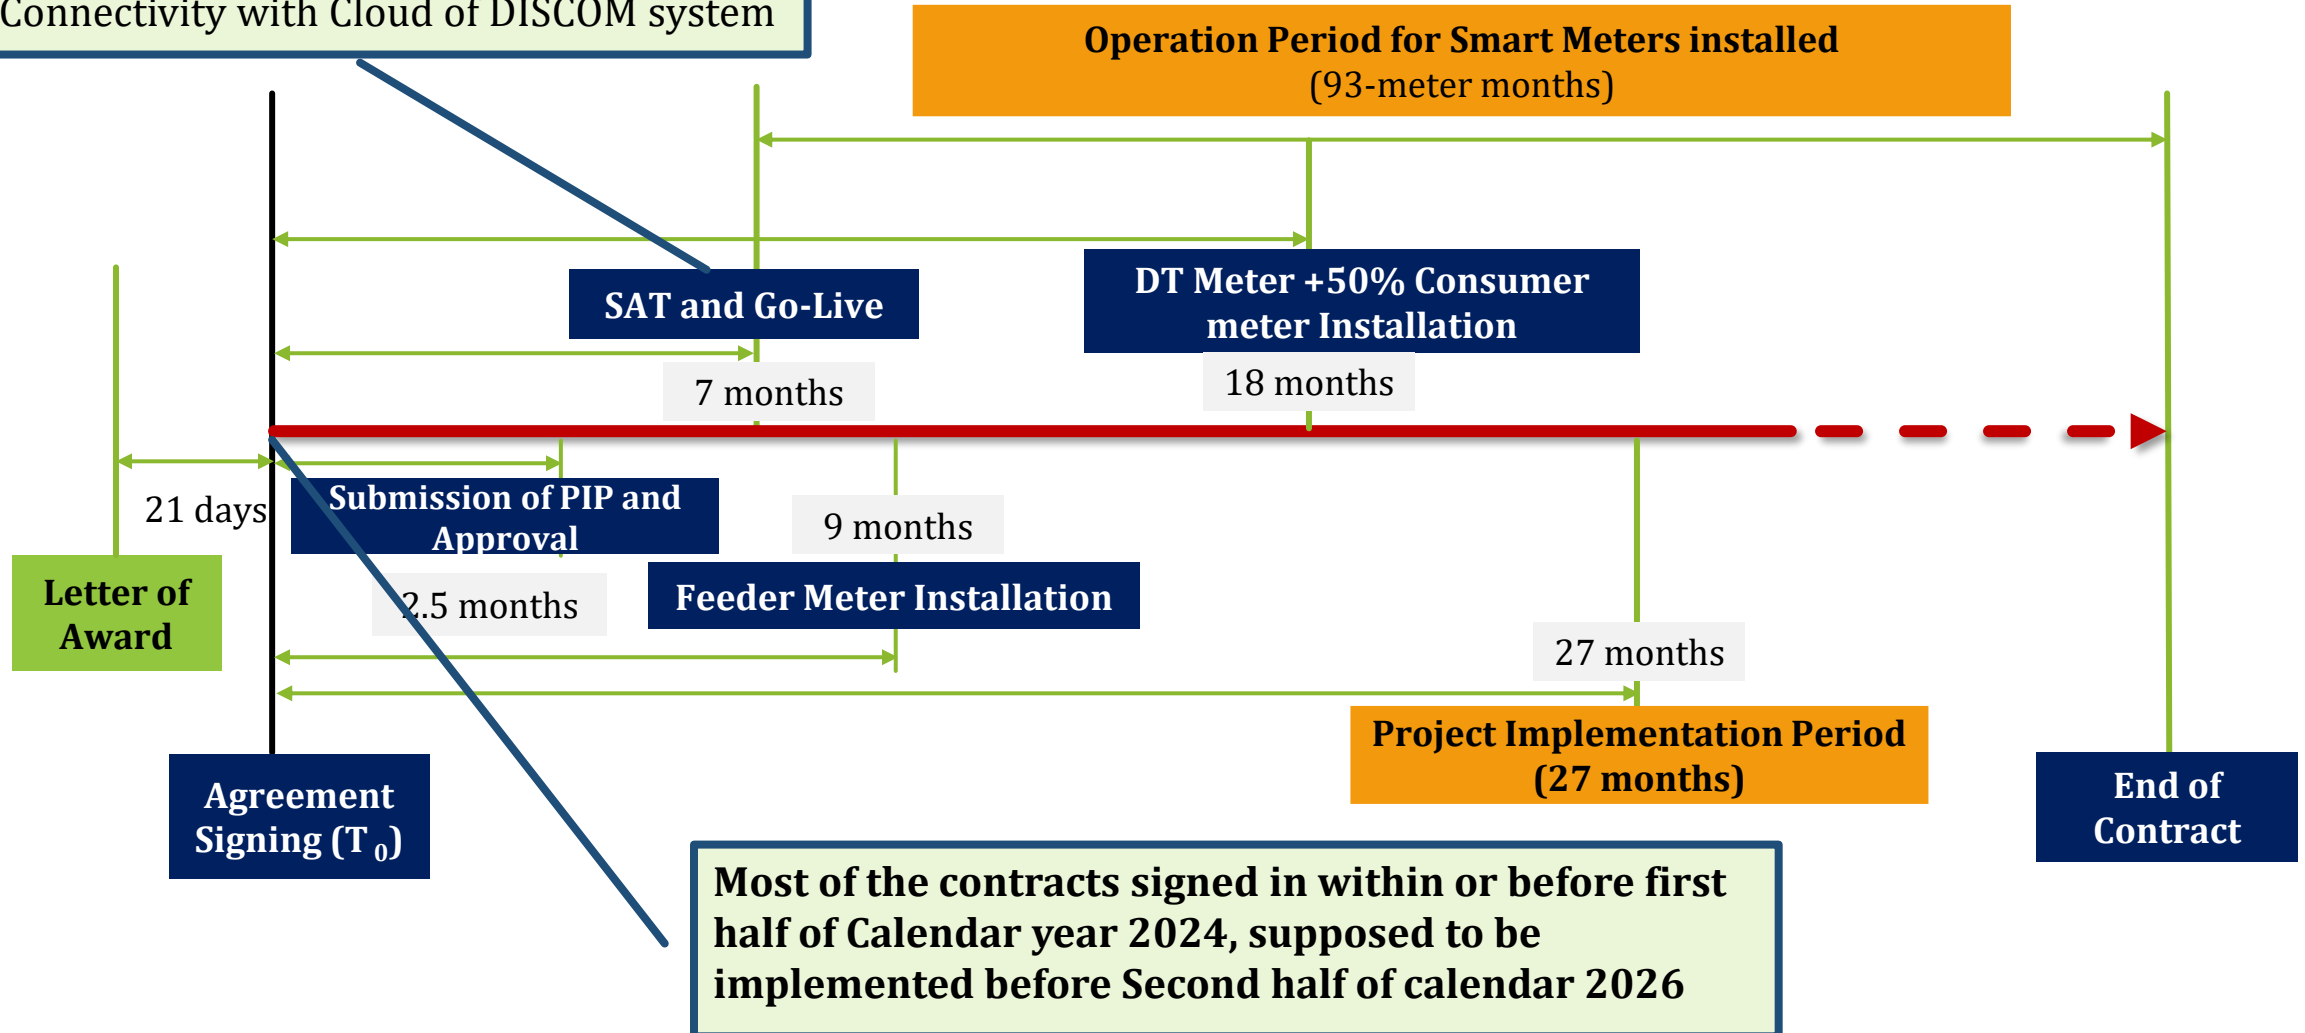 Connectivity with Cloud of DISCOM system
Operation Period for Smart Meters installed
(93-meter months)
SAT and Go-Live
DT Meter +50% Consumer
meter Installation
7 months
18 months
21 days
Submission of PIP and
Approval
9 months
Letter of
Award
2.5 months
Feeder Meter Installation
27 months
Project Implementation Period
(27 months)
Agreement
Signing (T 0)
End of
Contract
Most of the contracts signed in within or before first
half of Calendar year 2024, supposed to be
implemented before Second half of calendar 2026